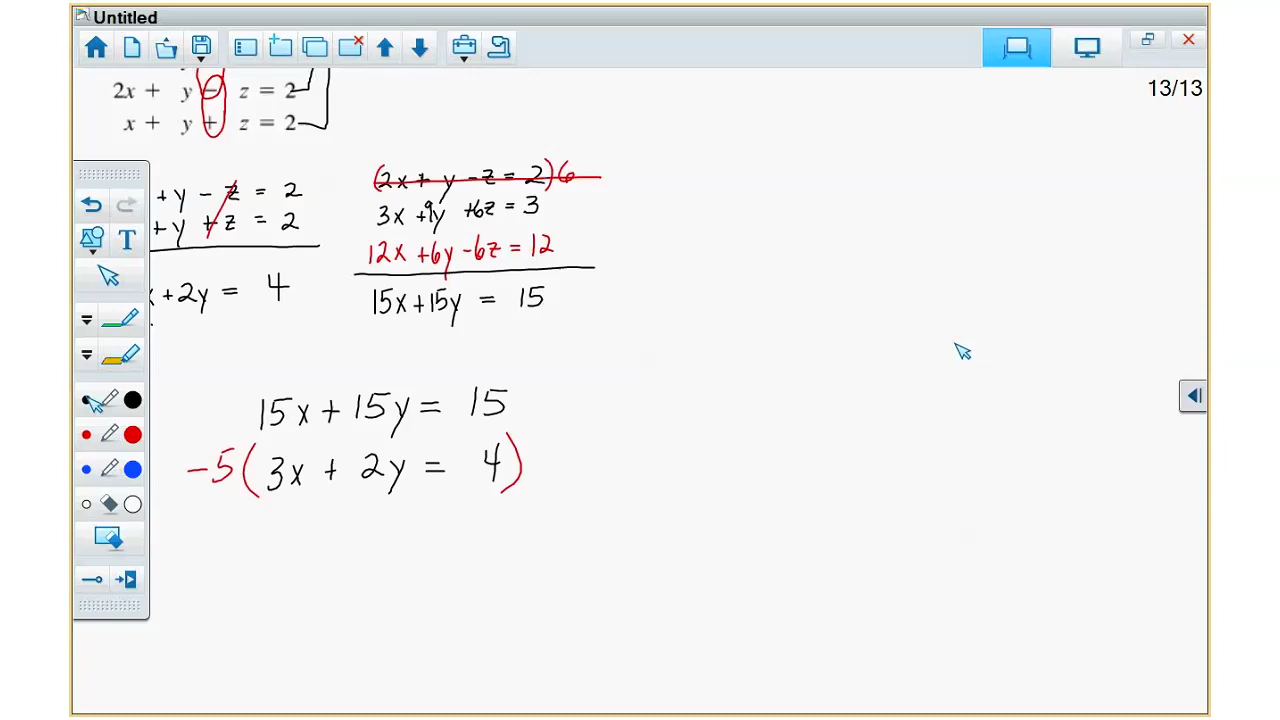 Untitled
13/13
2x + y − z = 2
x + y + z = 2
+y − z = 2
+y + z = 2
x+2y = 4
(2x + y − z = 2)6
3x +9y +6z = 3
12x +6y −6z = 12
15x+15y = 15
15x + 15y = 15
−5(3x + 2y = 4)
T